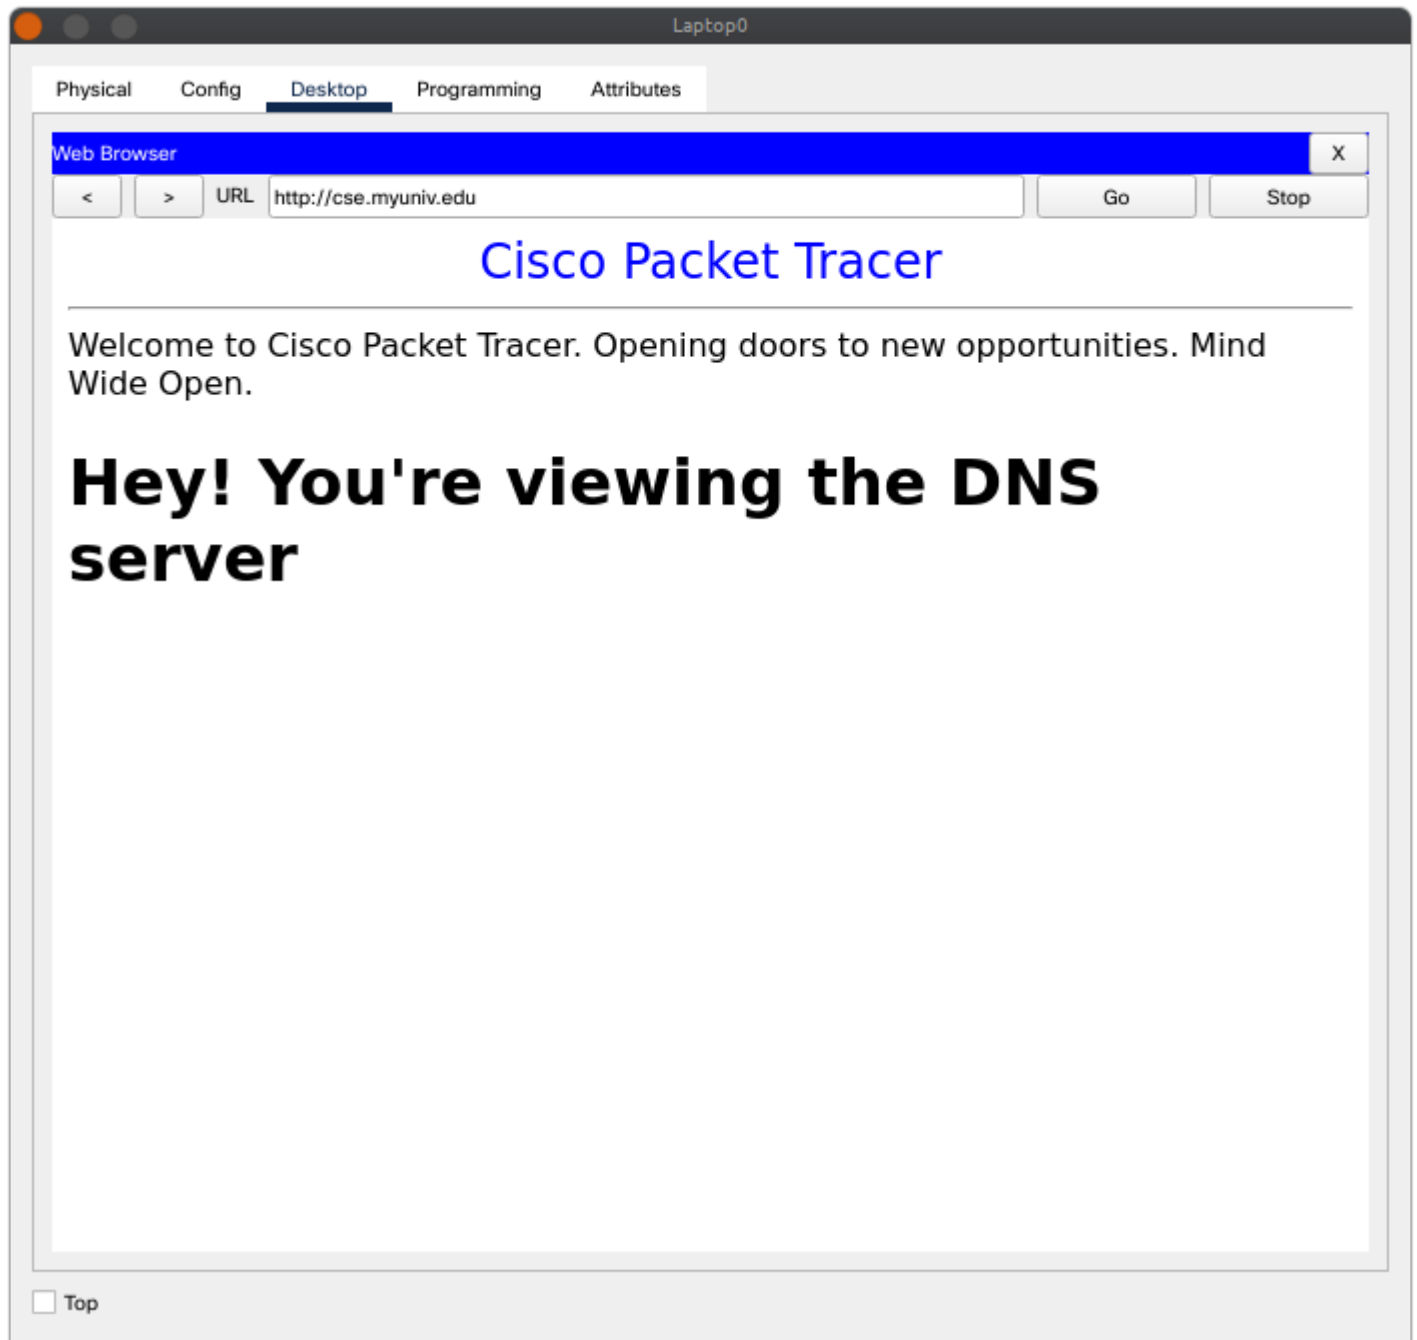 Laptop0
Physical Config Desktop Programming Attributes
Web Browser X
< > URL http://cse.myuniv.edu Go Stop
Cisco Packet Tracer
Welcome to Cisco Packet Tracer. Opening doors to new opportunities. Mind
Wide Open.
Hey! You're viewing the DNS
server
Top